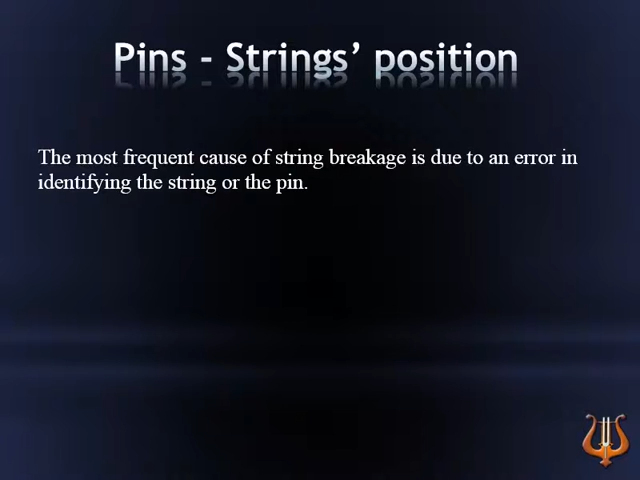 Pins - Strings’ position
The most frequent cause of string breakage is due to an error in
identifying the string or the pin.